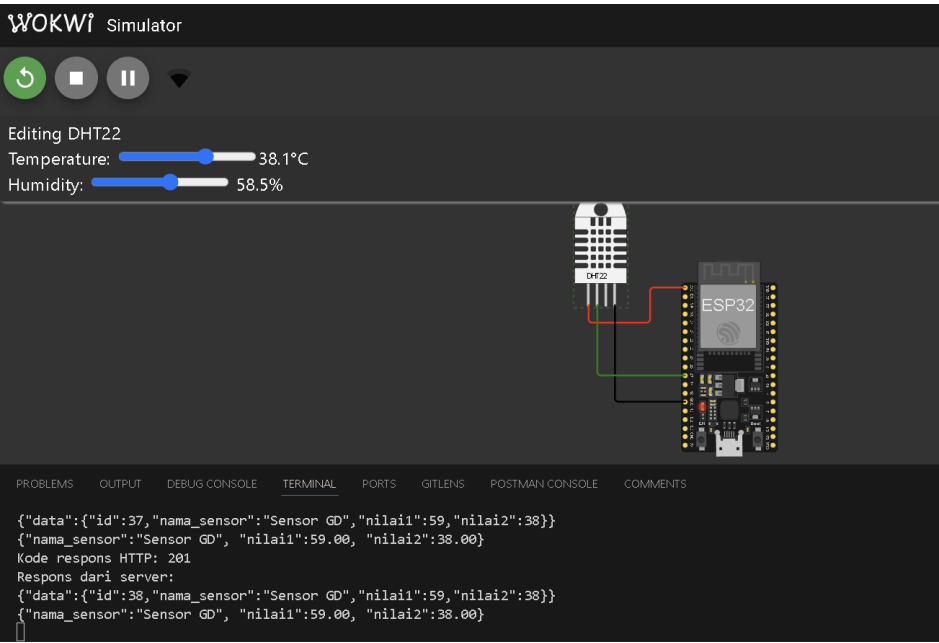 WOKWi Simulator
Editing DHT22
Temperature: 38.1°C
Humidity: 58.5%
DHT22
ESP32
PROBLEMS OUTPUT DEBUG CONSOLE TERMINAL PORTS GITLENS POSTMAN CONSOLE COMMENTS
{"data":{"id":37,"nama_sensor":"Sensor GD","nilai1":59,"nilai2":38}}
{"nama_sensor":"Sensor GD", "nilai1":59.00, "nilai2":38.00}
Kode respons HTTP: 201
Respons dari server:
{"data":{"id":38,"nama_sensor":"Sensor GD","nilai1":59,"nilai2":38}}
{"nama_sensor":"Sensor GD", "nilai1":59.00, "nilai2":38.00}